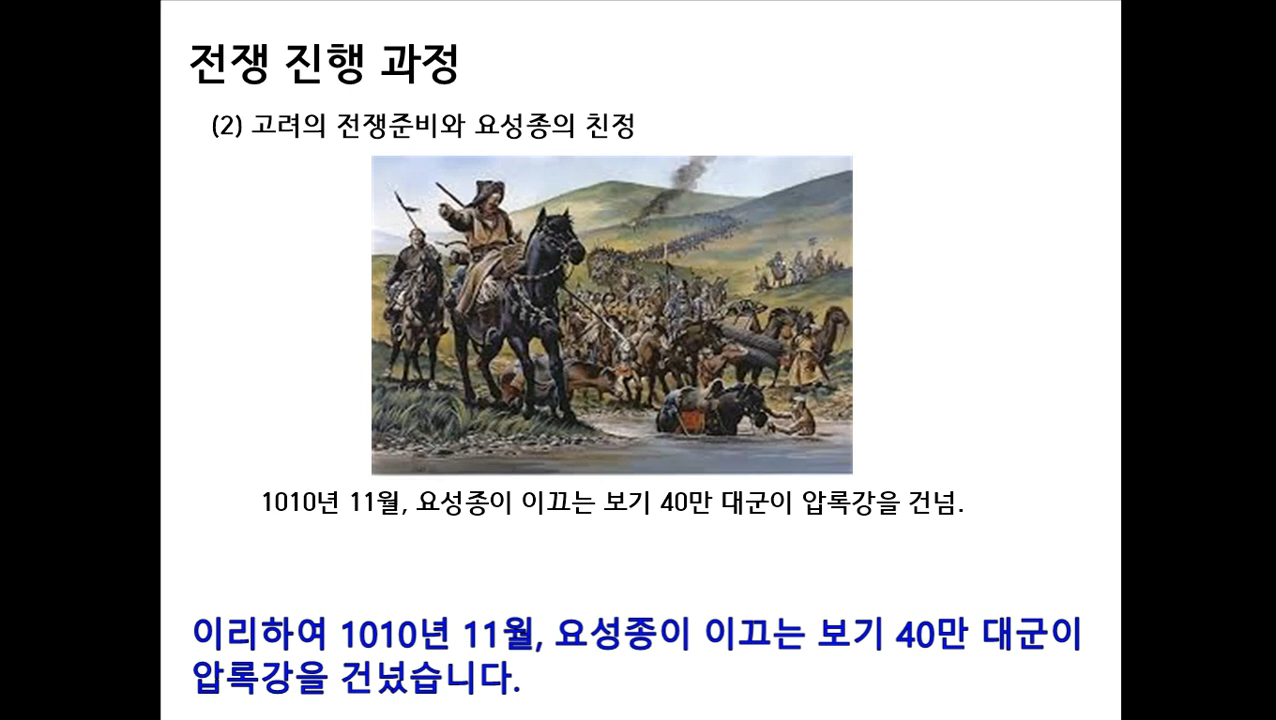 전쟁 진행 과정
(2) 고려의 전쟁준비와 요성종의 친정
1010년 11월, 요성종이 이끄는 보기 40만 대군이 압록강을 건넘.
이리하여 1010년 11월, 요성종이 이끄는 보기 40만 대군이
압록강을 건넜습니다.